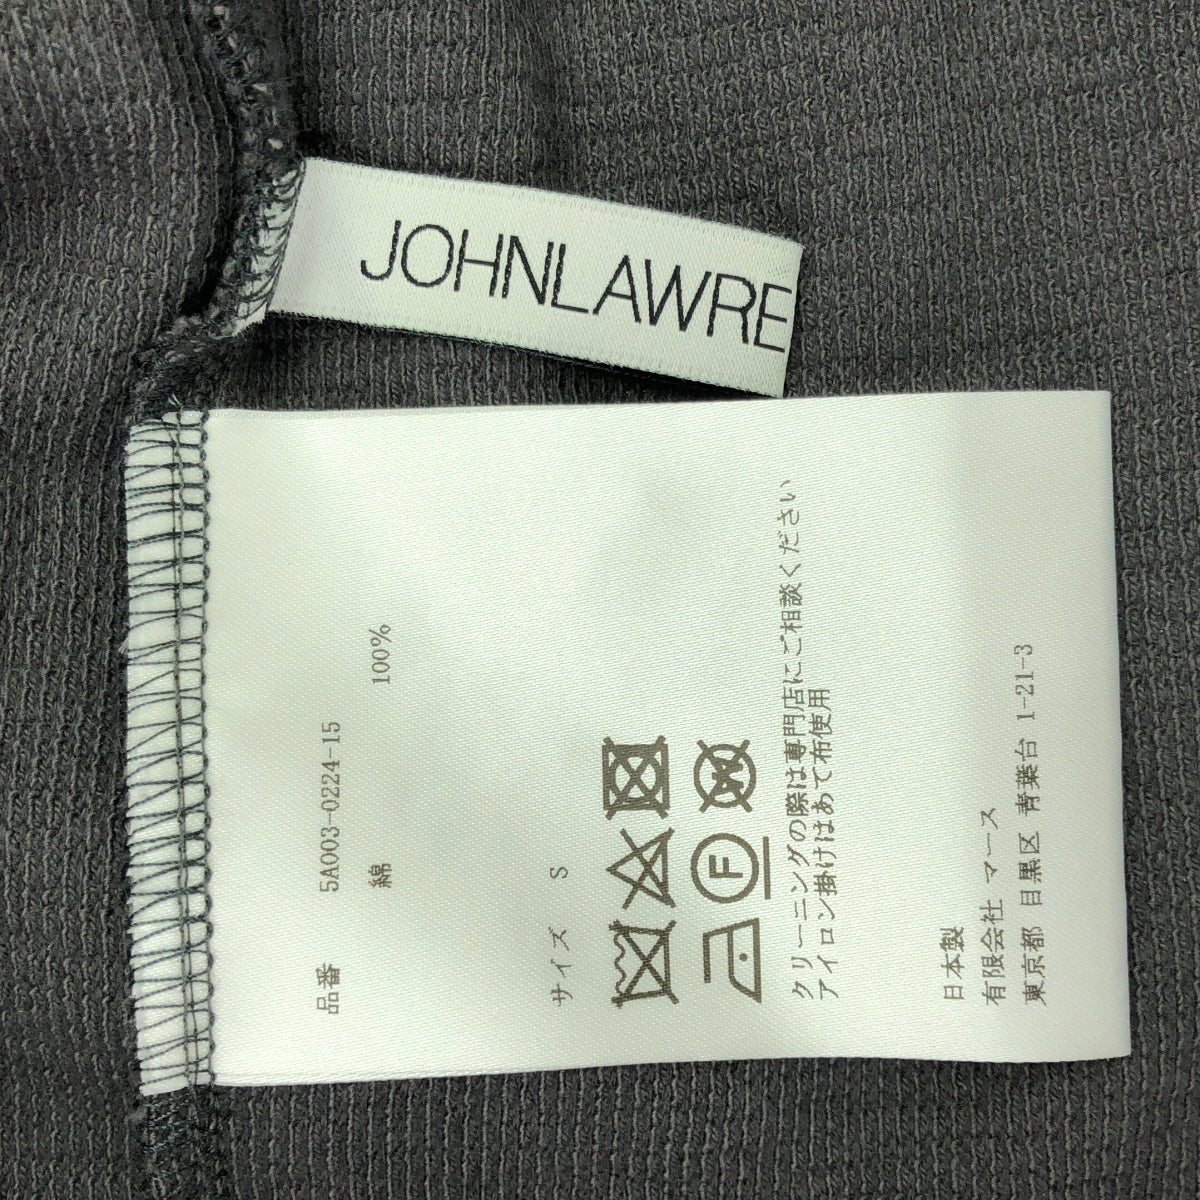 JOHNLAWRE
品番 5A003-0224-15
綿 100%
サイズ S
F
W
クリーニングの際は専門店にご相談ください
アイロン掛けはあて布使用
日本製
有限会社 マース
東京都 目黒区 青葉台 1-21-3